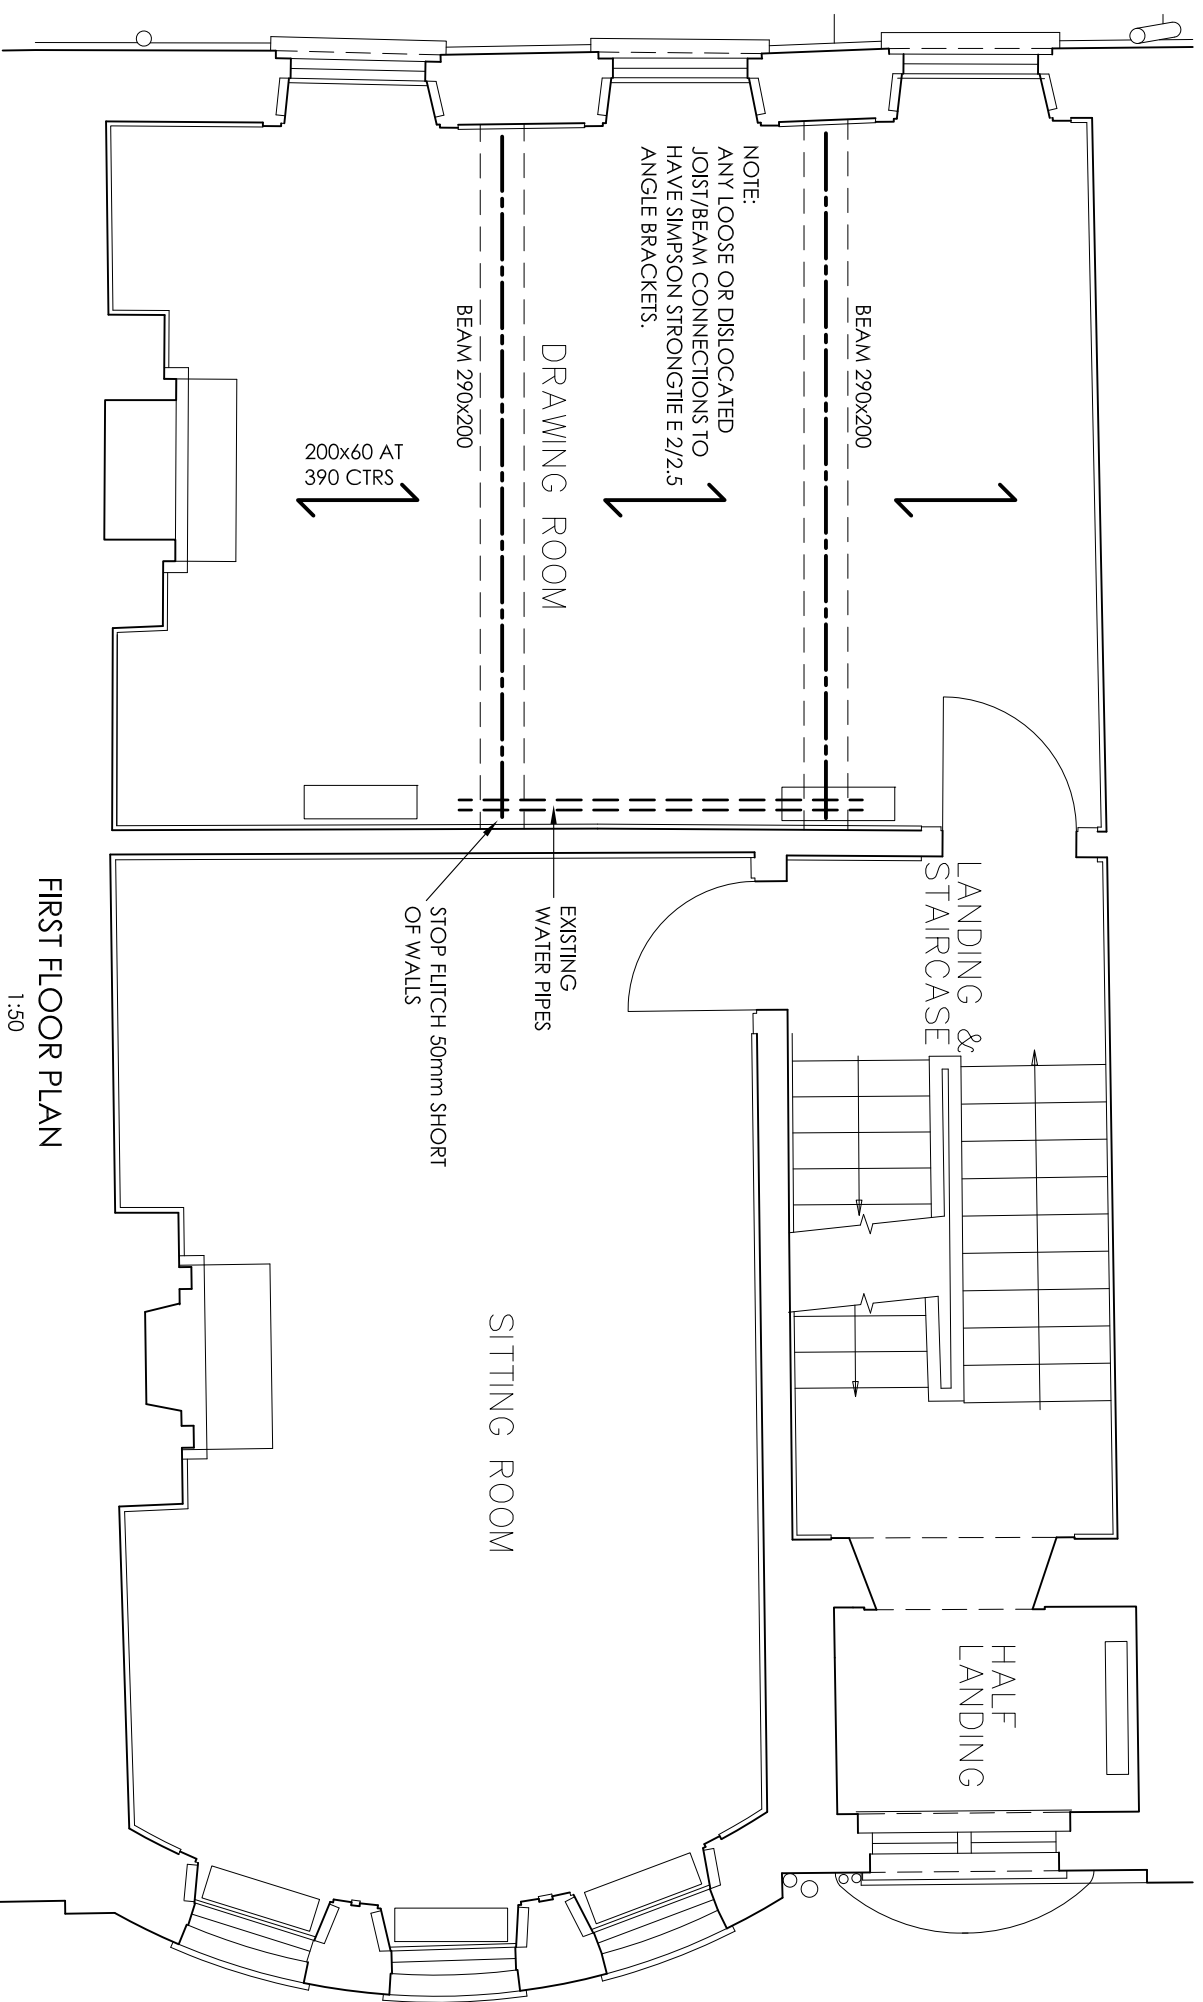 NOTE:
ANY LOOSE OR DISLOCATED
JOIST/BEAM CONNECTIONS TO
HAVE SIMPSON STRONGTIE E 2/2.5
ANGLE BRACKETS.
BEAM 290x200
BEAM 290x200
DRAWING ROOM
200x60 AT
390 CTRS
LANDING &
STAIRCASE
EXISTING
WATER PIPES
STOP FLITCH 50mm SHORT
OF WALLS
SITTING ROOM
HALF
LANDING
FIRST FLOOR PLAN
1:50